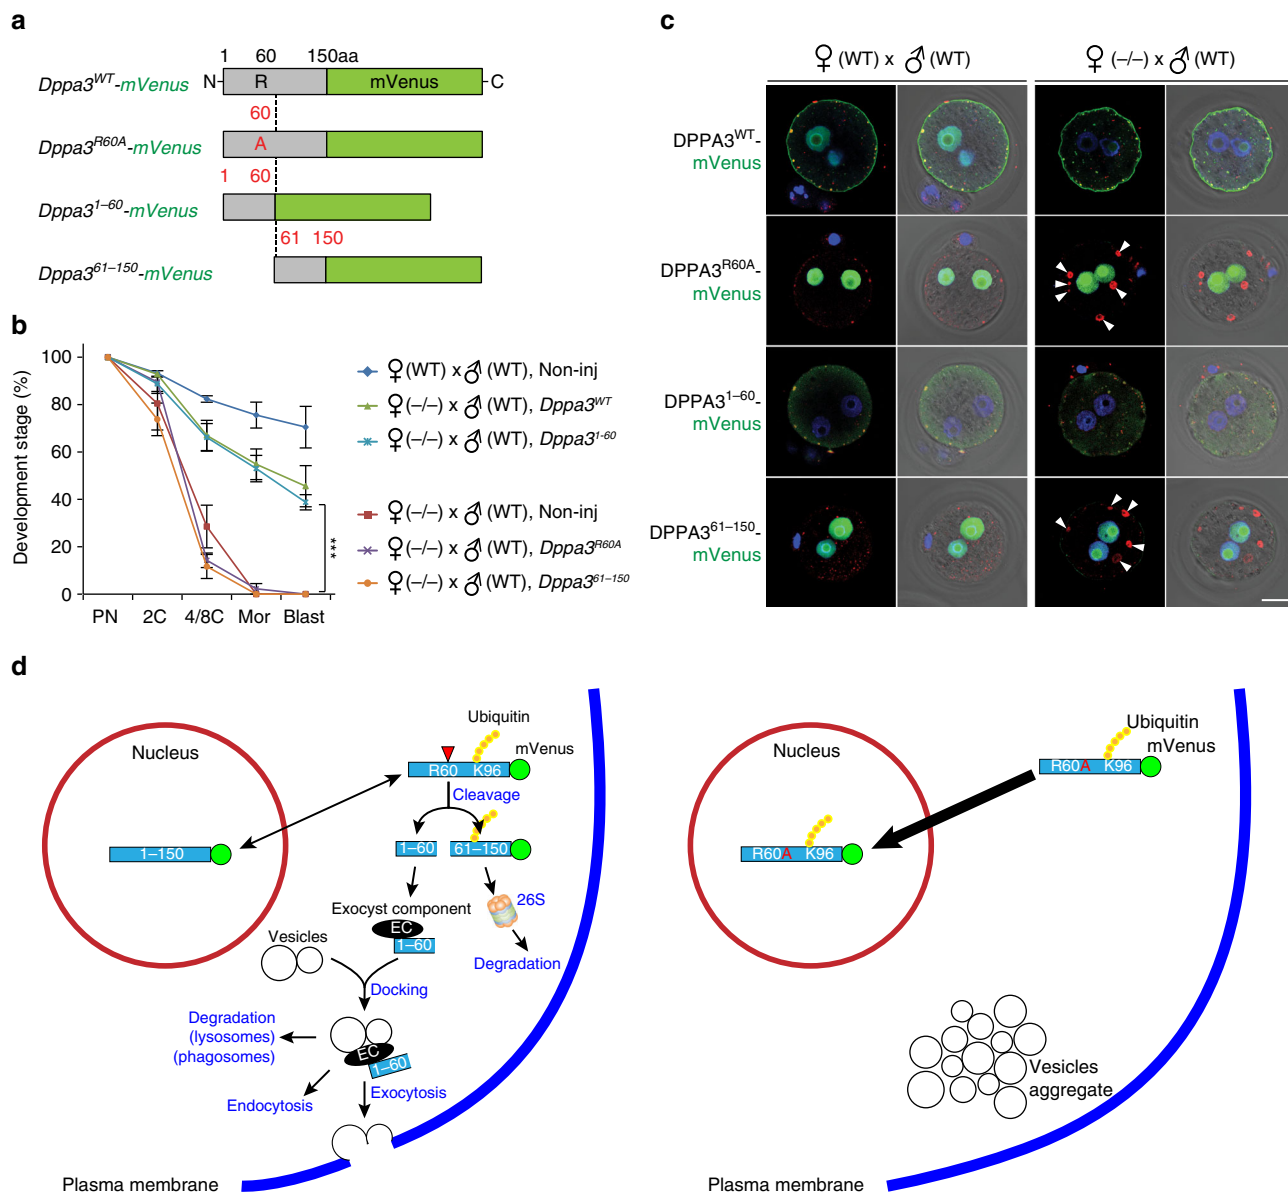 a
1 60 150aa
Dppa3WT-mVenus N- R mVenus -C
60
Dppa3R60A-mVenus A
1 60
Dppa31–60-mVenus
61 150
Dppa361–150-mVenus
b
Development stage (%)
100
80
60
40
20
0
PN 2C 4/8C Mor Blast
***
♀(WT) x ♂(WT), Non-inj
♀(–/–) x ♂(WT), Dppa3WT
♀(–/–) x ♂(WT), Dppa31-60
♀(–/–) x ♂(WT), Non-inj
♀(–/–) x ♂(WT), Dppa3R60A
♀(–/–) x ♂(WT), Dppa361–150
c
♀(WT) x ♂(WT)
♀(–/–) x ♂(WT)
DPPA3WT-
mVenus
DPPA3R60A-
mVenus
DPPA31–60-
mVenus
DPPA361–150-
mVenus
d
Nucleus
1–150
Ubiquitin
mVenus
R60 K96
Cleavage
1–60
61–150
26S
Degradation
Exocyst component
EC
1–60
Vesicles
Docking
Degradation
(lysosomes)
(phagosomes)
EC
1–60
Endocytosis
Exocytosis
Plasma membrane
Nucleus
R60A K96
Ubiquitin
mVenus
R60A K96
Vesicles
aggregate
Plasma membrane